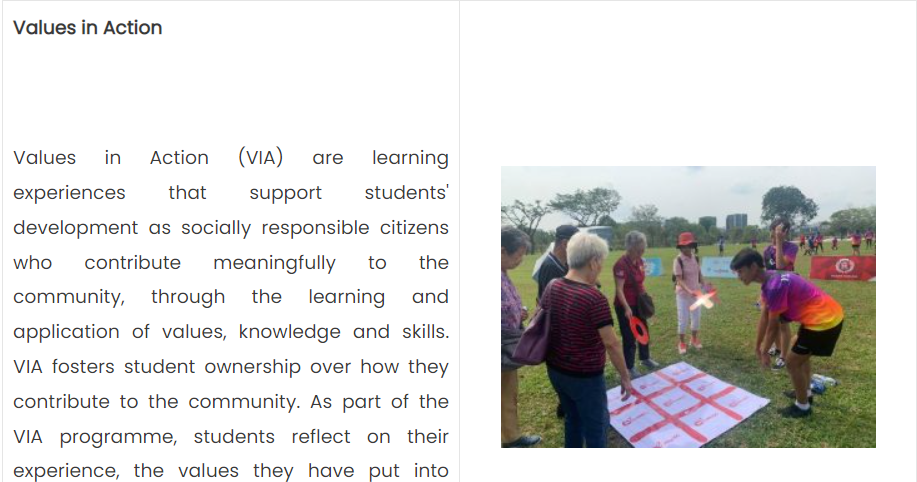 Values in Action
Values in Action (VIA) are learning
experiences that support students'
development as socially responsible citizens
who contribute meaningfully to the
community, through the learning and
application of values, knowledge and skills.
VIA fosters student ownership over how they
contribute to the community. As part of the
VIA programme, students reflect on their
experience, the values they have put into